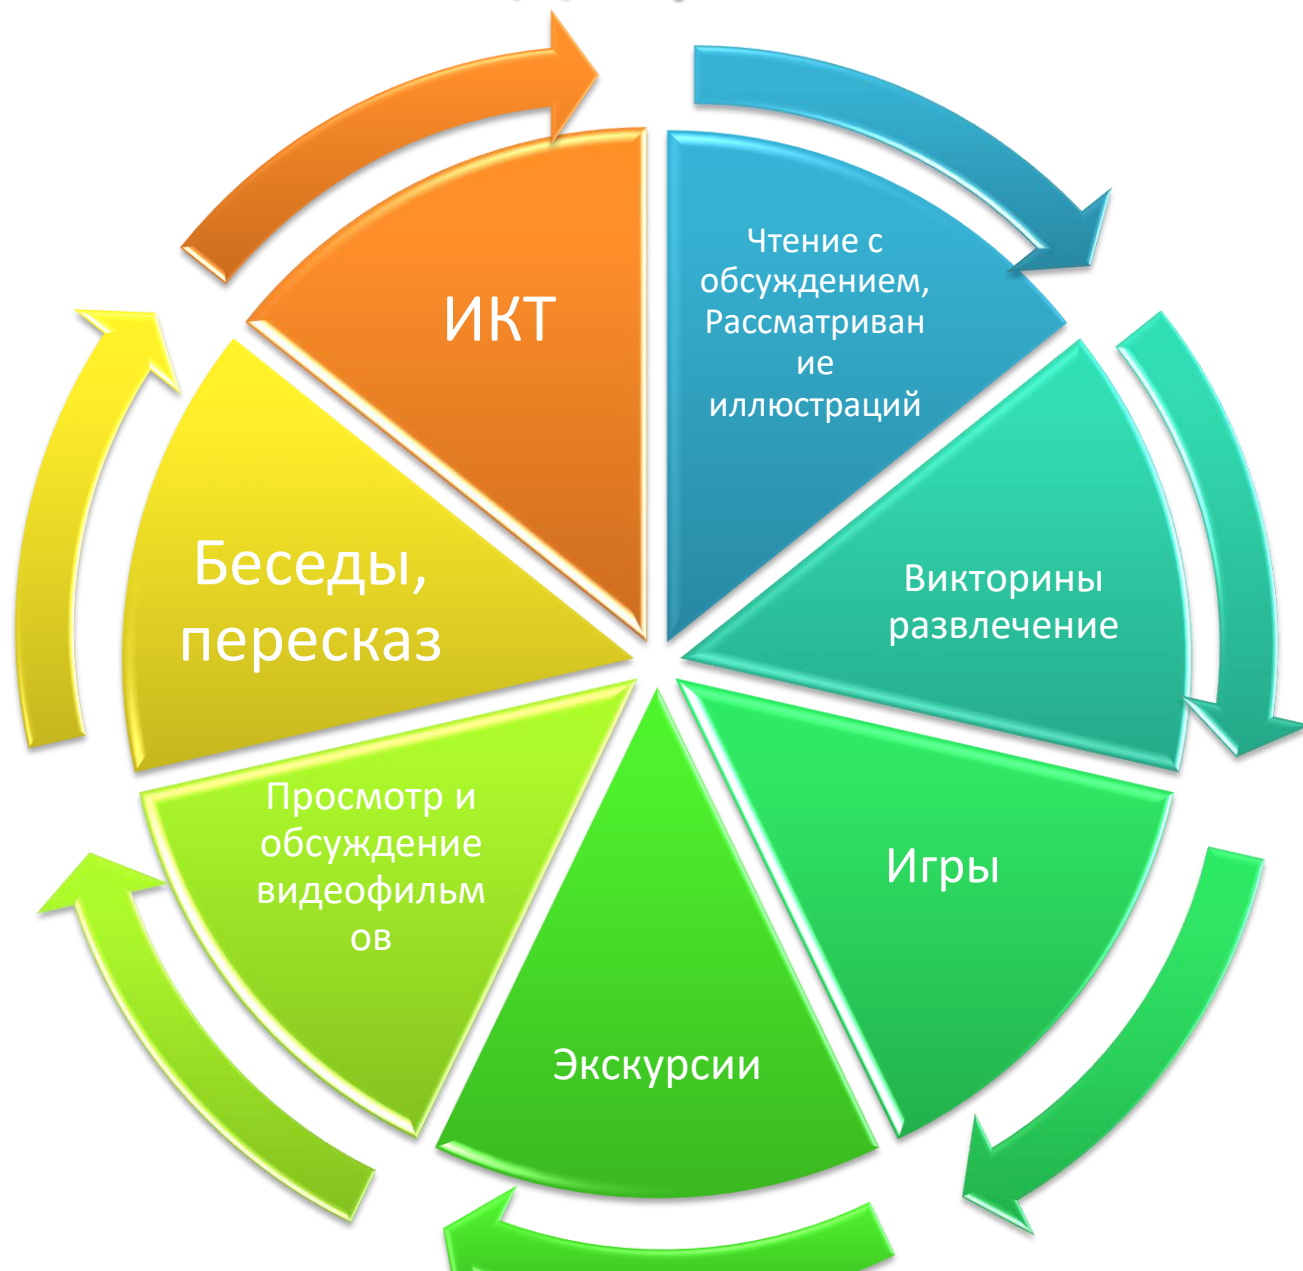 Чтение с
обсуждением,
Рассматриван
ие
иллюстраций
Викторины
развлечение
Игры
Экскурсии
Просмотр и
обсуждение
видеофильм
ов
Беседы,
пересказ
ИКТ